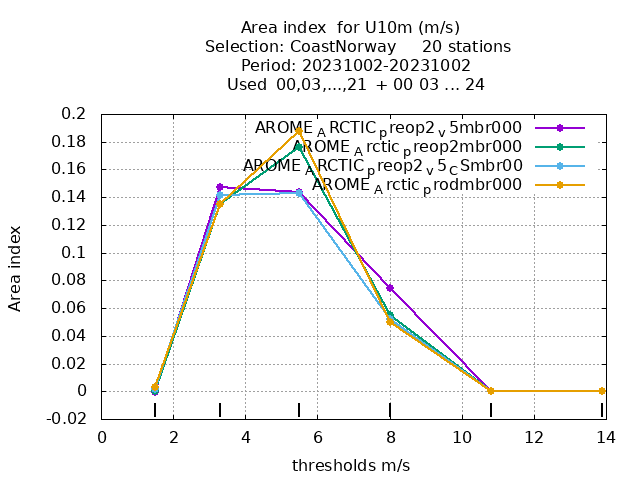 Area index  for U10m (m/s)
Selection: CoastNorway     20 stations
Period: 20231002-20231002
Used  00,03,...,21  + 00 03 ... 24
AROME_ARCTIC_preop2_v5mbr000
AROME_Arctic_preop2mbr000
AROME_ARCTIC_preop2_v5_CSmbr00
AROME_Arctic_prodmbr000
0.2
0.18
0.16
0.14
0.12
0.1
0.08
0.06
0.04
0.02
0
-0.02
Area index
0 2 4 6 8 10 12 14
thresholds m/s